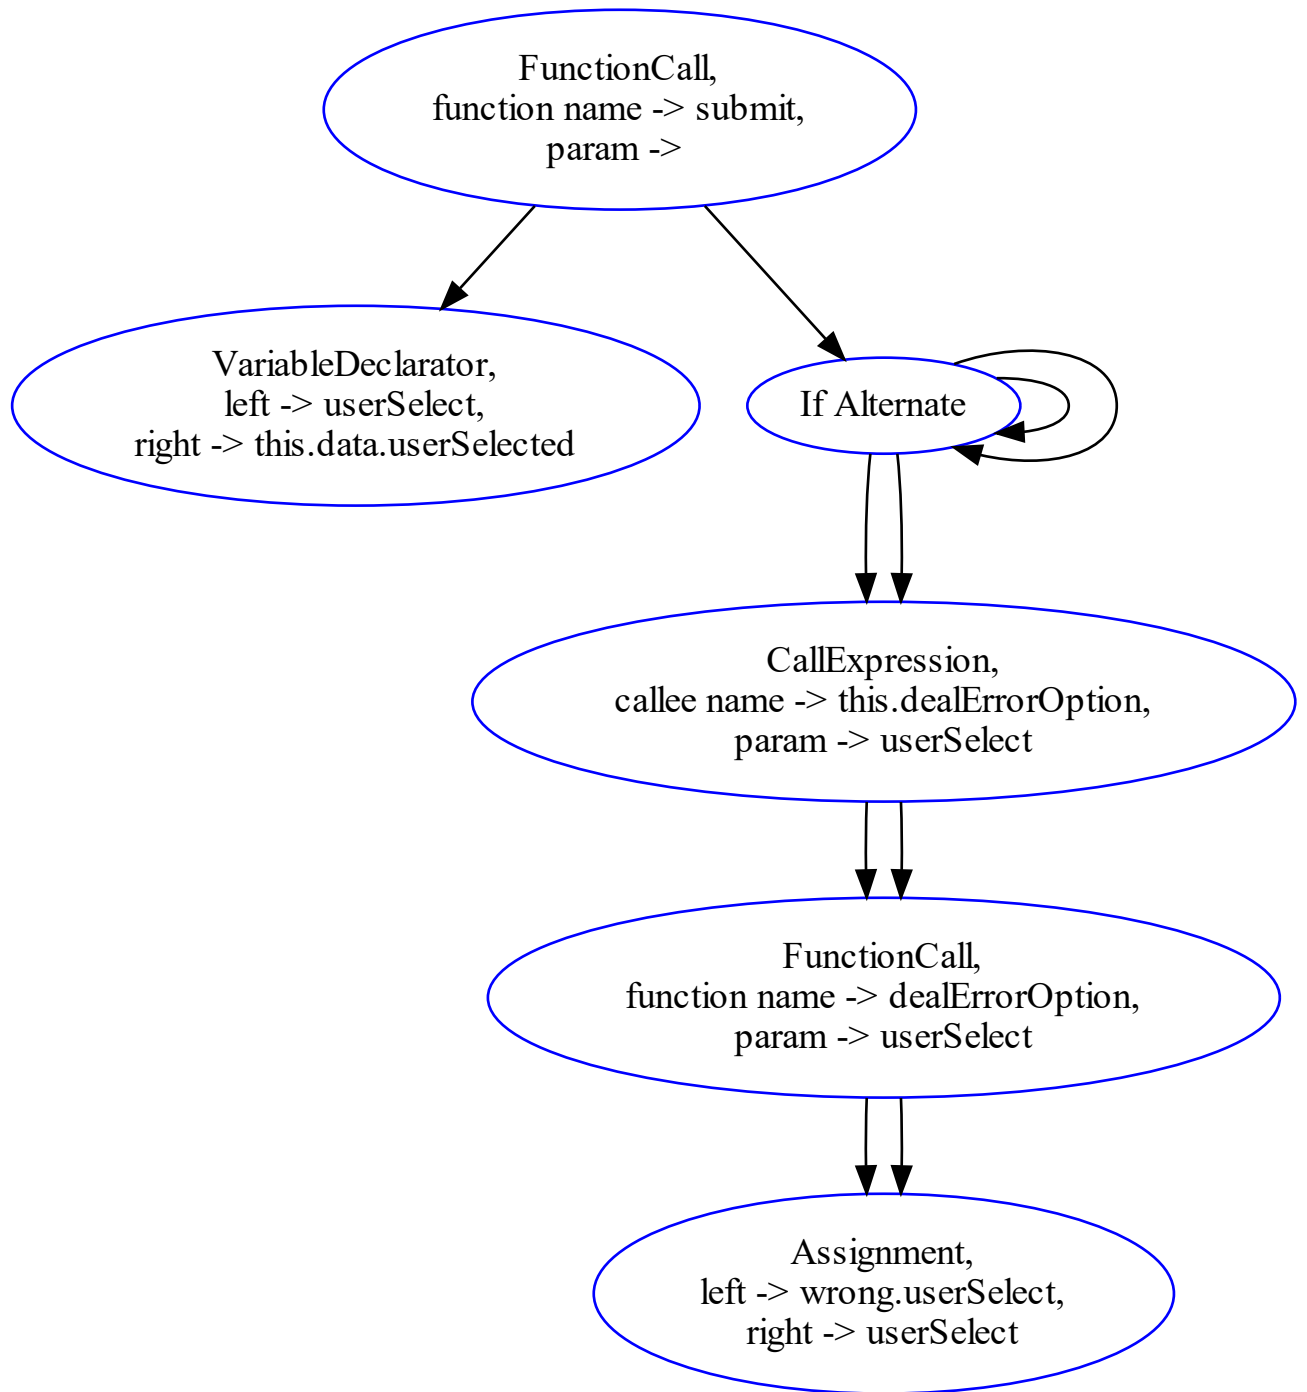 FunctionCall,
function name -> submit,
param ->
VariableDeclarator,
left -> userSelect,
right -> this.data.userSelected
If Alternate
CallExpression,
callee name -> this.dealErrorOption,
param -> userSelect
FunctionCall,
function name -> dealErrorOption,
param -> userSelect
Assignment,
left -> wrong.userSelect,
right -> userSelect